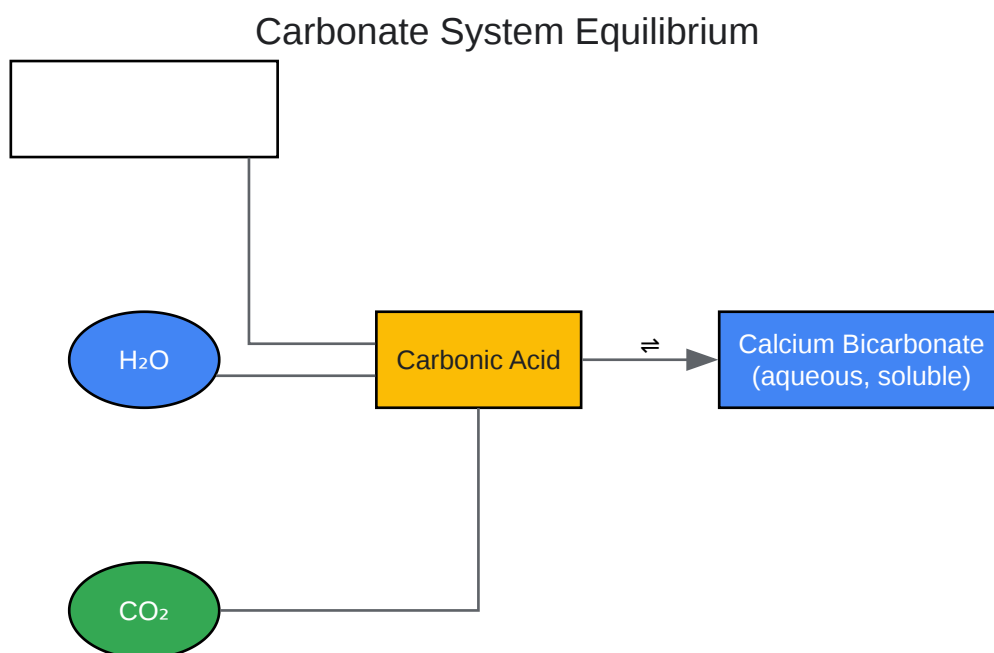 Carbonate System Equilibrium
H₂O
Carbonic Acid
⇌
Calcium Bicarbonate
(aqueous, soluble)
CO₂